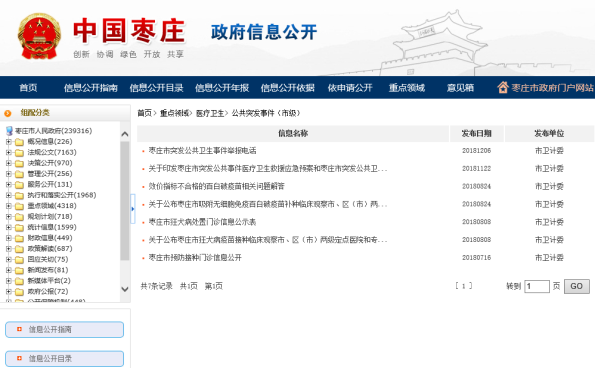 中国枣庄 政府信息公开
创新 协调 绿色 开放 共享
首页 信息公开指南 信息公开目录 信息公开年报 信息公开依据 依申请公开 重点领域 意见箱 枣庄市政府门户网站
组配分类
首页> 重点领域> 医疗卫生> 公共突发事件（市级）
枣庄市人民政府(239316)
概况信息(226)
法规公文(7163)
决策公开(970)
管理公开(256)
服务公开(131)
执行和落实公开(1968)
重点领域(4318)
规划计划(718)
统计信息(1599)
财政信息(449)
政策解读(687)
回应关切(75)
新闻发布(81)
新媒体平台(2)
政府公报(72)
信息公开指南
信息公开目录
信息名称 发布日期 发布单位
枣庄市突发公共卫生事件举报电话 20181206 市卫计委
关于印发枣庄市突发公共事件医疗卫生救援应急预案和枣庄市突发公共卫... 20181122 市卫计委
效价指标不合格的百白破疫苗相关问题解答 20180824 市卫计委
关于公布枣庄市吸附无细胞免疫百白破疫苗补种临床观察市、区（市）两... 20180824 市卫计委
枣庄市狂犬病处置门诊信息公示表 20180808 市卫计委
关于公布枣庄市狂犬病疫苗接种临床观察市、区（市）两级定点医院和专... 20180808 市卫计委
枣庄市预防接种门诊信息公开 20180716 市卫计委
共7条记录 共1页 第1页 [ 1 ] 转到 1 页 GO